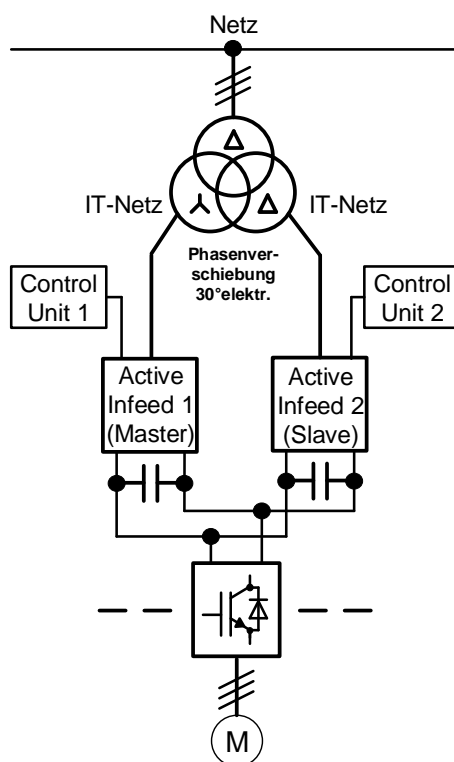 Netz
IT-Netz
IT-Netz
Phasenver-
schiebung
30°elektr.
Control
Unit 1
Control
Unit 2
Active
Infeed 1
(Master)
Active
Infeed 2
(Slave)
M